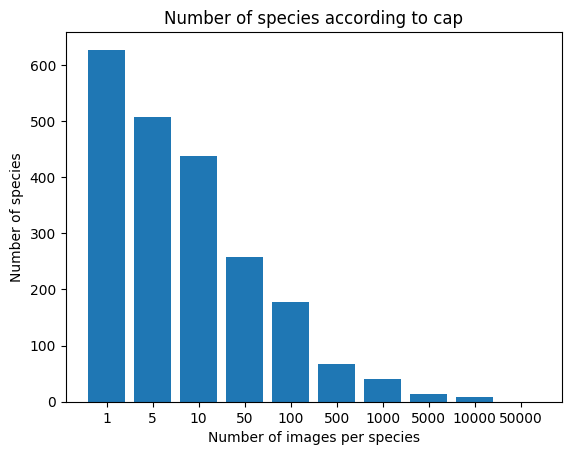 Number of species according to cap
Number of species
600
500
400
300
200
100
0
1 5 10 50 100 500 1000 5000 10000 50000
Number of images per species